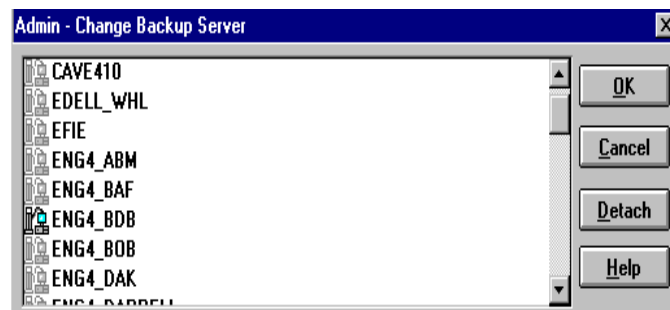 Admin - Change Backup Server
CAVE410
EDELL_WHL
EFIE
ENG4_ABM
ENG4_BAF
ENG4_BDB
ENG4_BOB
ENG4_DAK
OK
Cancel
Detach
Help